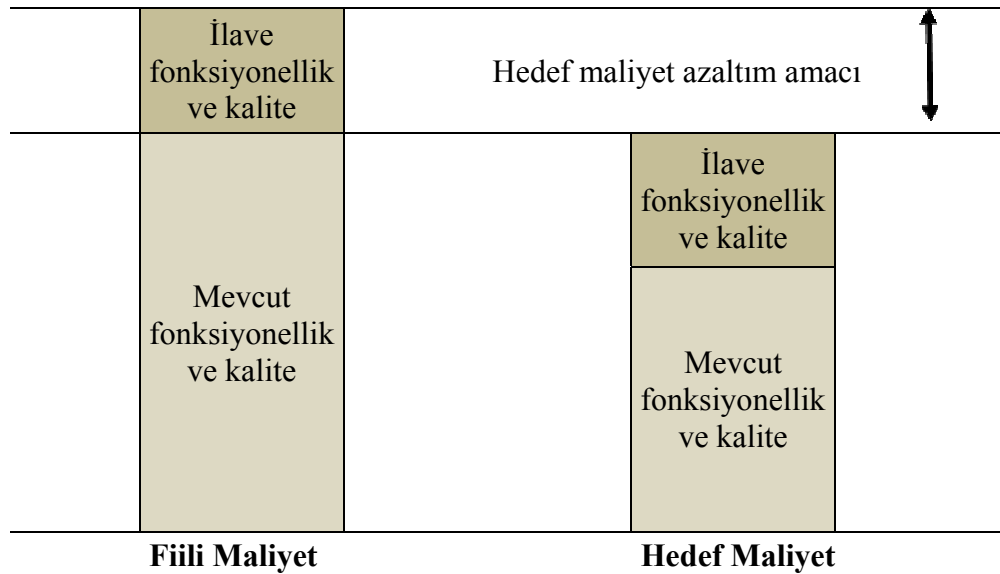 İlave
fonksiyonellik
ve kalite
Hedef maliyet azaltım amacı
İlave
fonksiyonellik
ve kalite
Mevcut
fonksiyonellik
ve kalite
Mevcut
fonksiyonellik
ve kalite
Fiili Maliyet
Hedef Maliyet